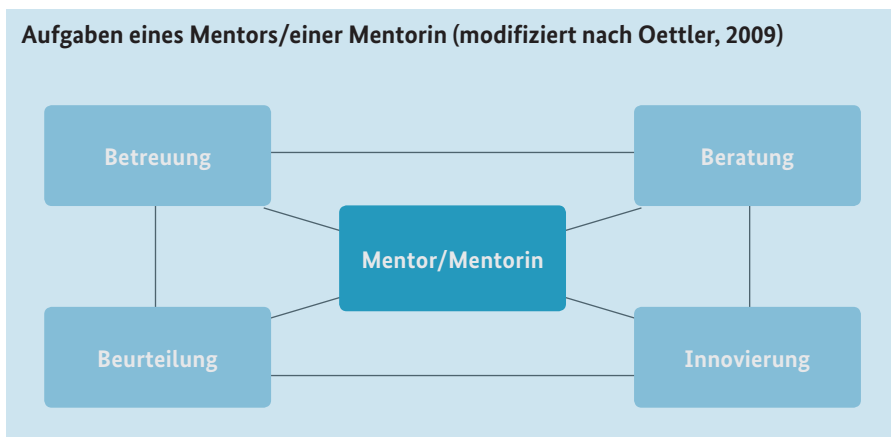 Aufgaben eines Mentors/einer Mentorin (modifiziert nach Oettler, 2009)
Betreuung
Beratung
Mentor/Mentorin
Beurteilung
Innovierung